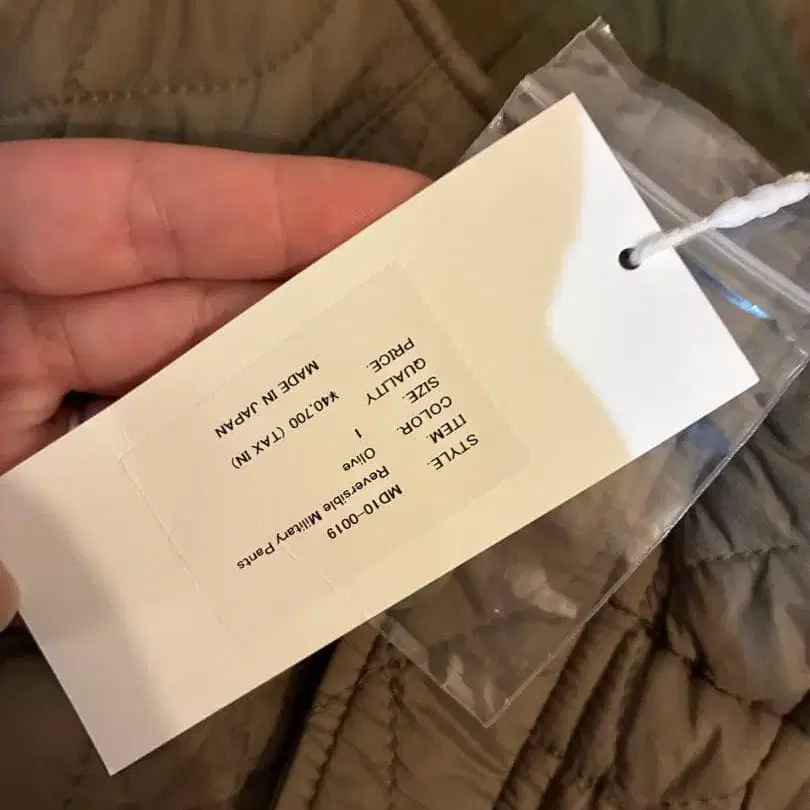 STYLE. MD10-0019
ITEM. Reversible Military Pants
COLOR. Olive
SIZE. 1
QUALITY
PRICE. ¥40,700 (TAX IN)
MADE IN JAPAN